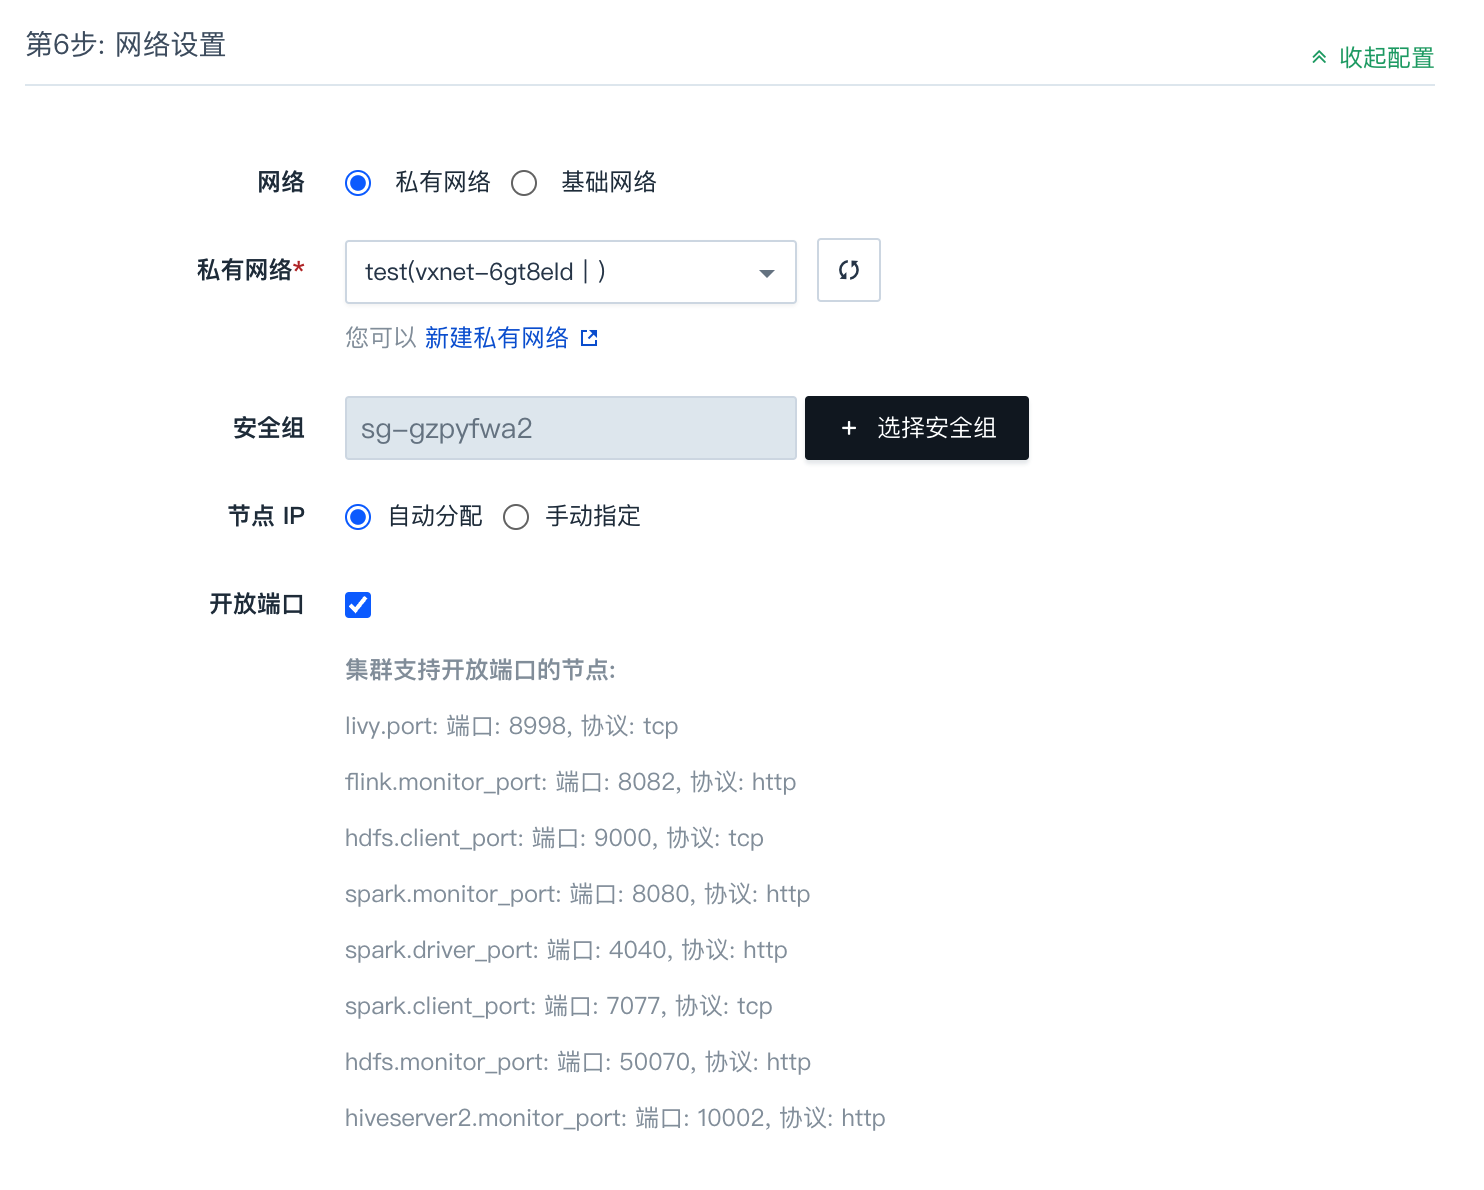 第6步: 网络设置
收起配置
网络 私有网络 基础网络
私有网络* test(vxnet-6gt8eld | )
您可以 新建私有网络
安全组 sg-gzpyfwa2 + 选择安全组
节点 IP 自动分配 手动指定
开放端口
集群支持开放端口的节点:
livy.port: 端口: 8998, 协议: tcp
flink.monitor_port: 端口: 8082, 协议: http
hdfs.client_port: 端口: 9000, 协议: tcp
spark.monitor_port: 端口: 8080, 协议: http
spark.driver_port: 端口: 4040, 协议: http
spark.client_port: 端口: 7077, 协议: tcp
hdfs.monitor_port: 端口: 50070, 协议: http
hiveserver2.monitor_port: 端口: 10002, 协议: http